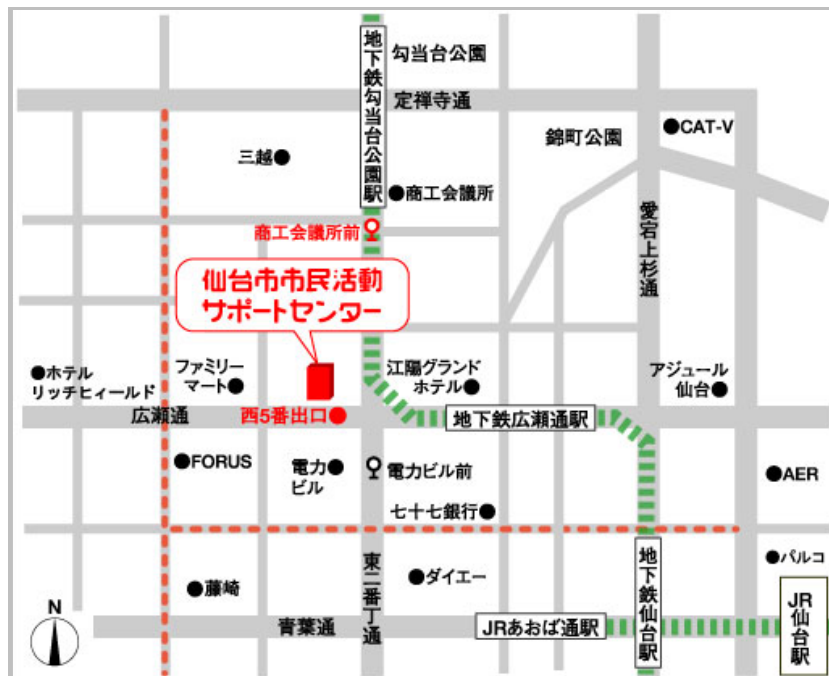 地下鉄勾当台公園駅
勾当台公園
定禅寺通
●CAT-V
錦町公園
三越●
●商工会議所
商工会議所前
愛宕上杉通
仙台市市民活動
サポートセンター
●ホテル
リッチヒィールド
ファミリー
マート●
江陽グランド
ホテル●
アジュール
仙台●
広瀬通
西5番出口●
地下鉄広瀬通駅
●FORUS
電力●
ビル
電力ビル前
●AER
七十七銀行●
東二番丁通
地下鉄仙台駅
●パルコ
●藤崎
●ダイエー
JR仙台駅
N
青葉通
JRあおば通駅